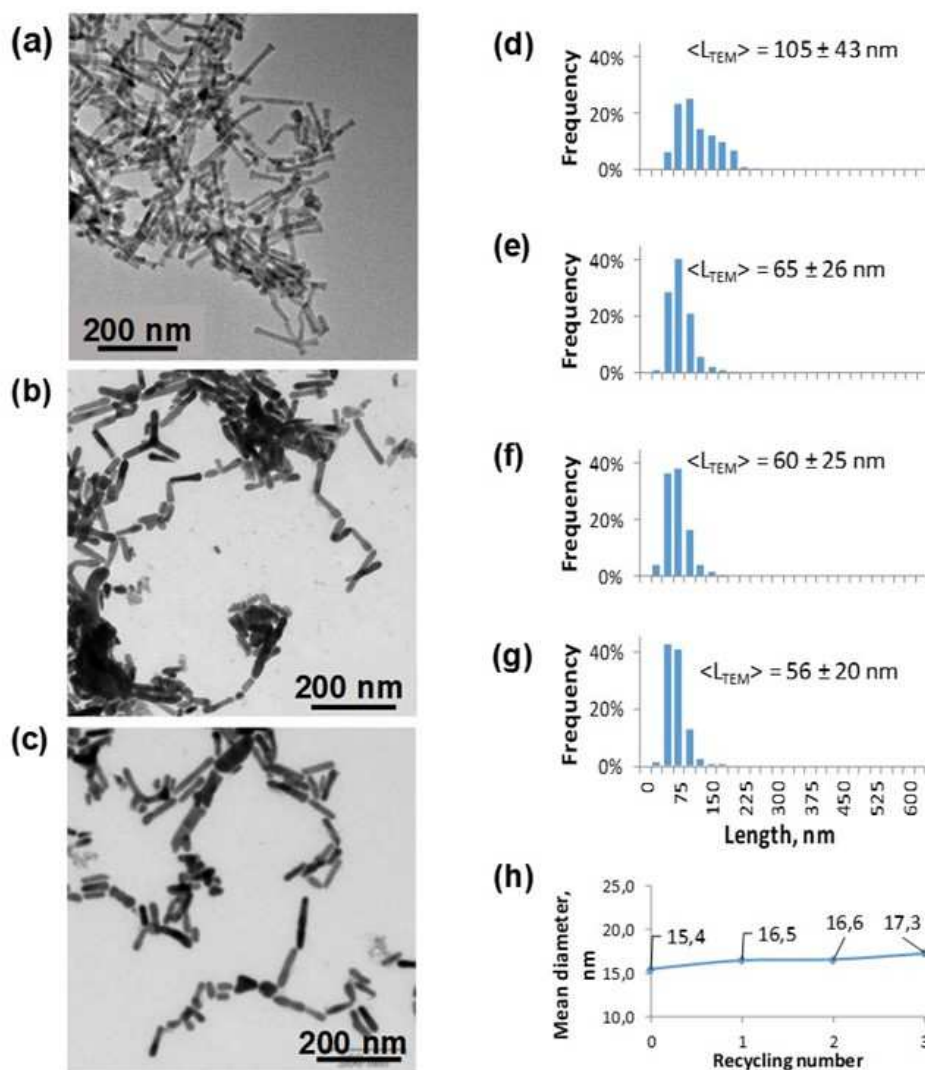 (a)
200 nm
(b)
200 nm
(c)
200 nm
(d)
<L_TEM> = 105 ± 43 nm
Frequency
40%
20%
0%
(e)
<L_TEM> = 65 ± 26 nm
Frequency
40%
20%
0%
(f)
<L_TEM> = 60 ± 25 nm
Frequency
40%
20%
0%
(g)
<L_TEM> = 56 ± 20 nm
Frequency
40%
20%
0%
0 75 150 225 300 375 450 525 600
Length, nm
(h)
Mean diameter,
nm
25,0
20,0
15,0
10,0
15,4 16,5 16,6 17,3
0 1 2 3
Recycling number